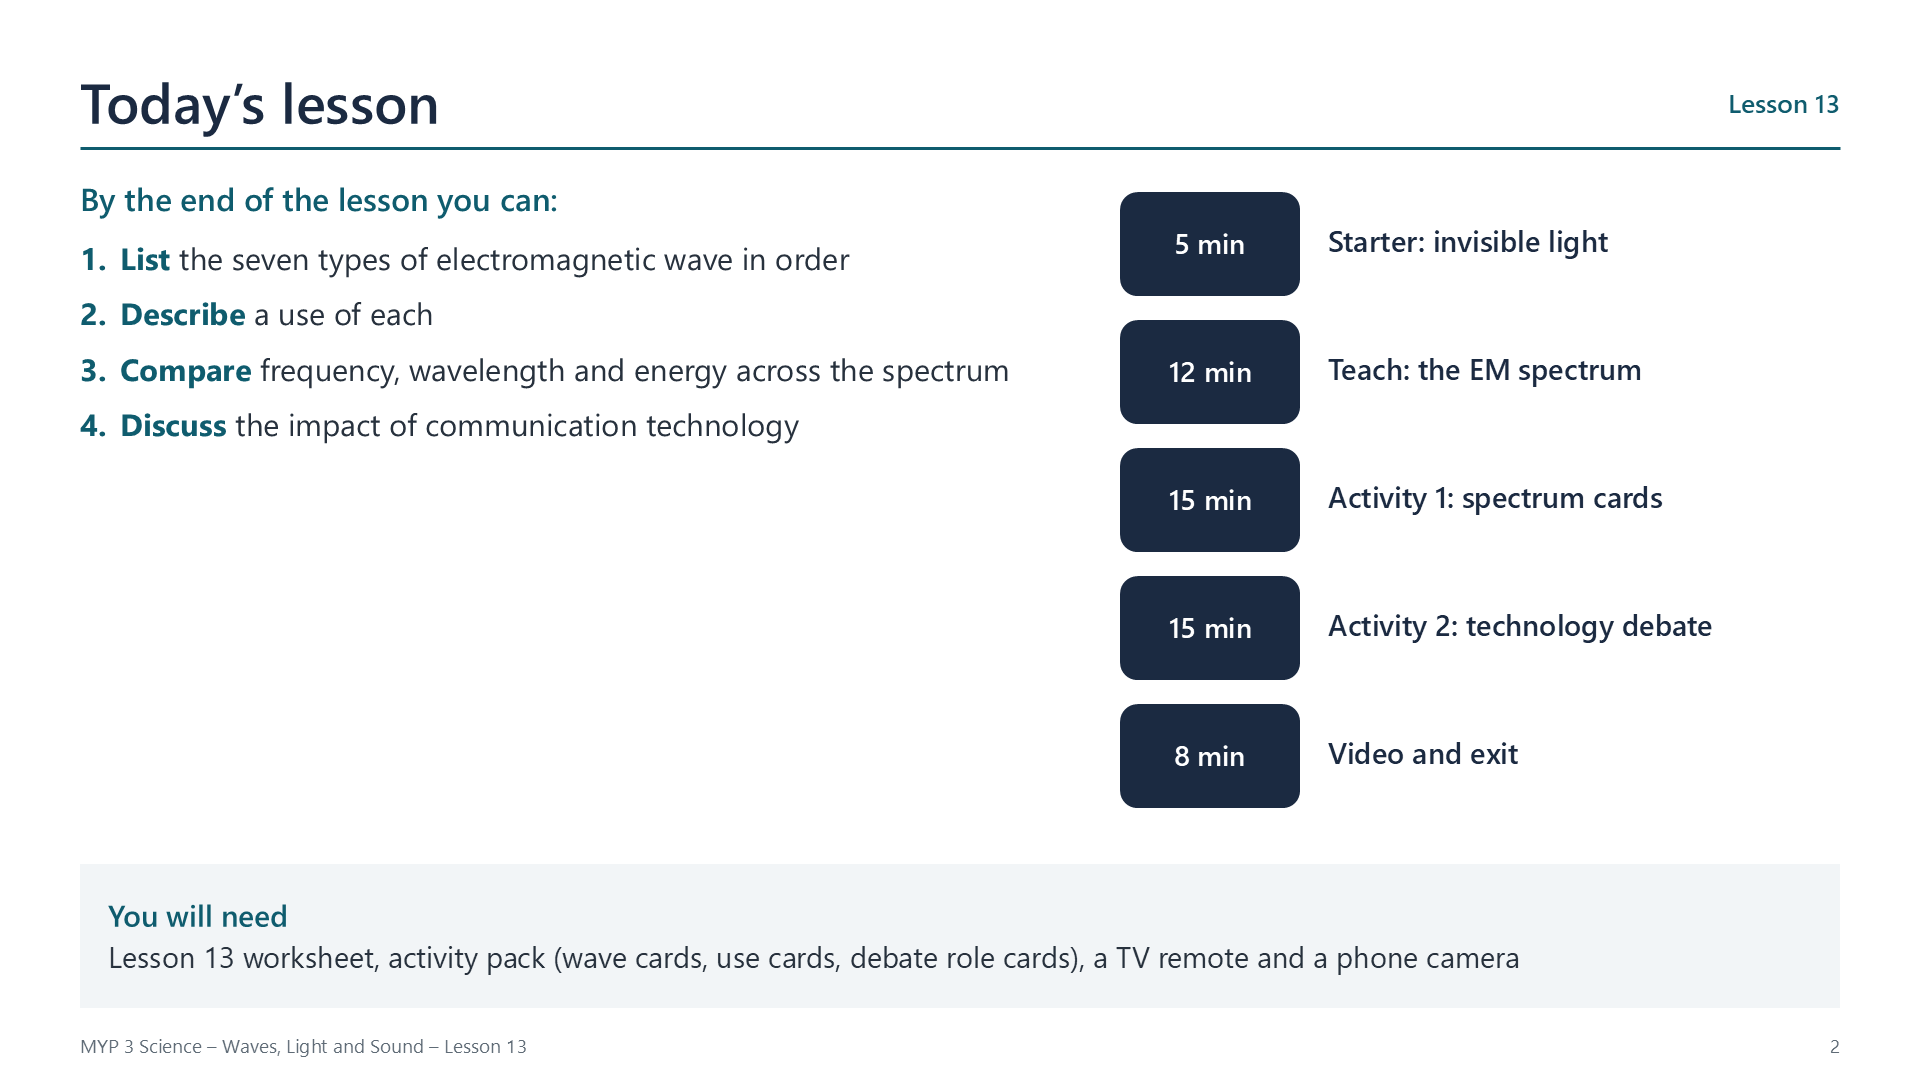 Today’s lesson
Lesson 13
By the end of the lesson you can:
1. List the seven types of electromagnetic wave in order
2. Describe a use of each
3. Compare frequency, wavelength and energy across the spectrum
4. Discuss the impact of communication technology
5 min
Starter: invisible light
12 min
Teach: the EM spectrum
15 min
Activity 1: spectrum cards
15 min
Activity 2: technology debate
8 min
Video and exit
You will need
Lesson 13 worksheet, activity pack (wave cards, use cards, debate role cards), a TV remote and a phone camera
MYP 3 Science – Waves, Light and Sound – Lesson 13
2